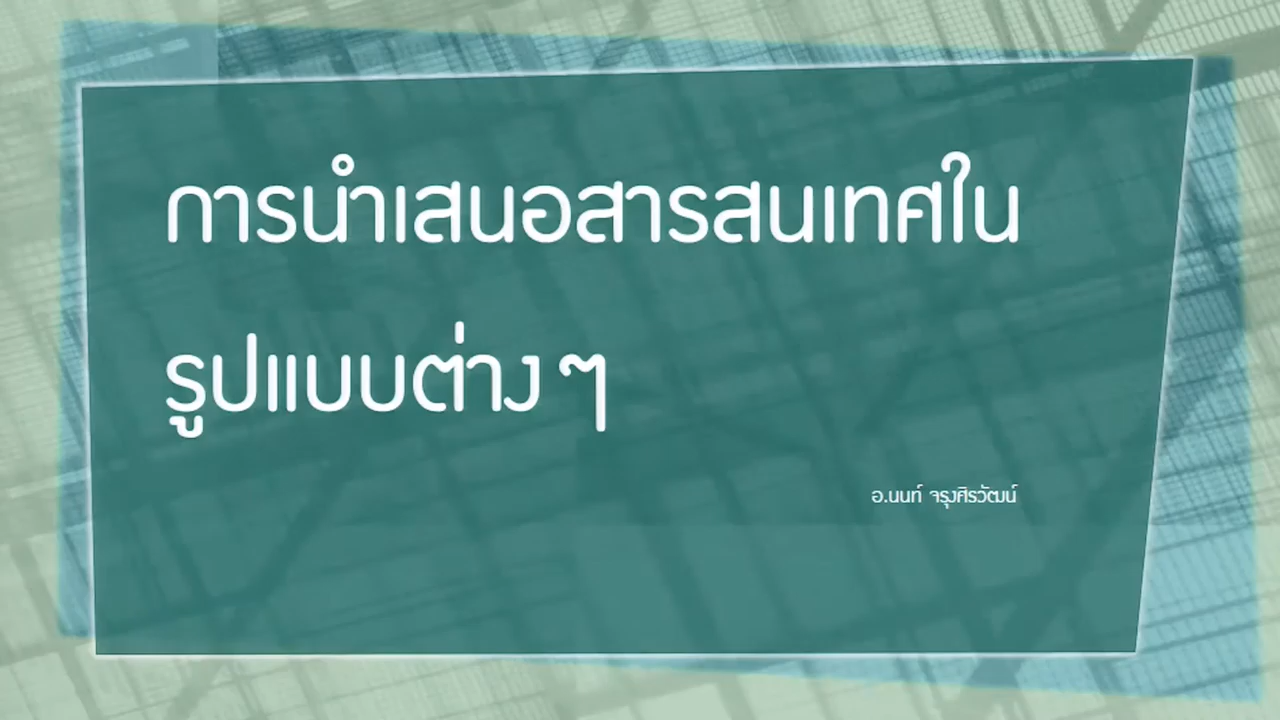 การนำเสนอสารสนเทศใน
รูปแบบต่าง ๆ
อ.นนท์ จรุงศิรวัฒน์